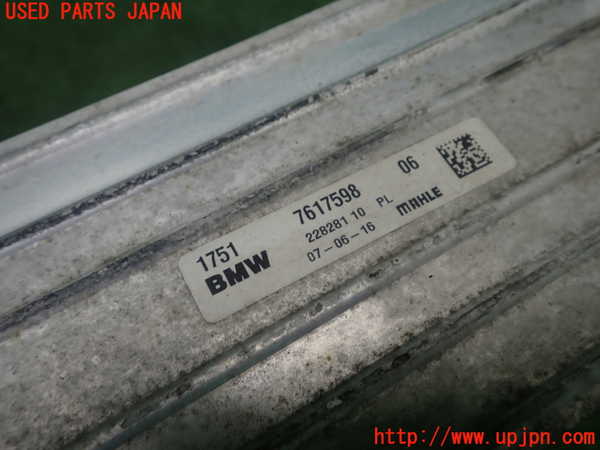 USED PARTS JAPAN
1751 7617598 06
BMW 228281 10 PL MAHLE
07-06-16
http://www.upjpn.com